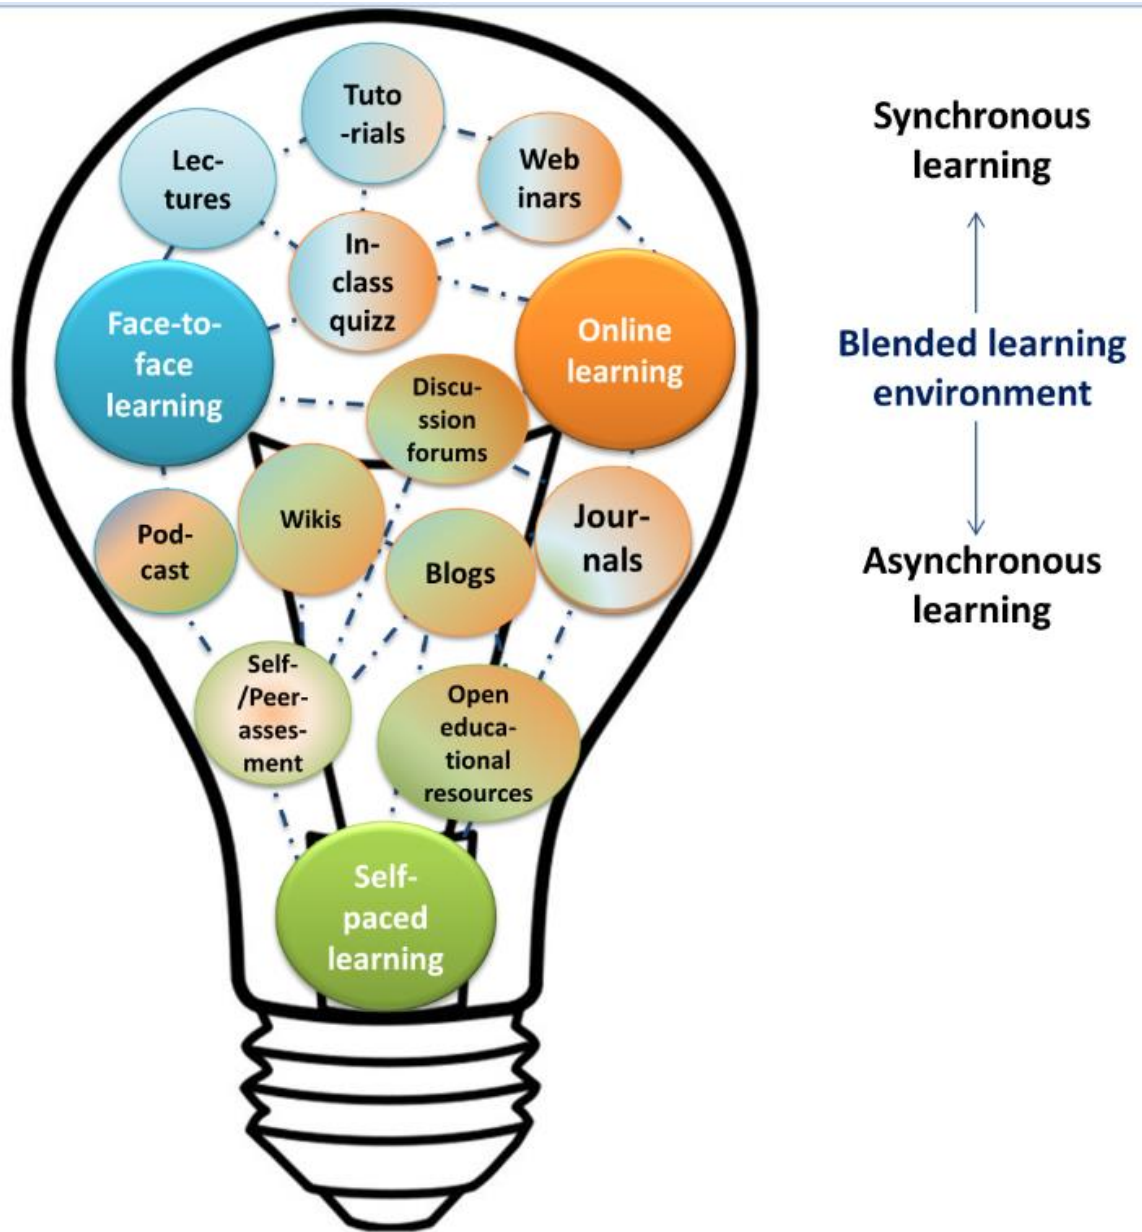 Tuto
-rials
Lec-
tures
Web
inars
In-
class
quizz
Face-to-
face
learning
Online
learning
Discu-
ssion
forums
Wikis
Pod-
cast
Blogs
Jour-
nals
Self-
/Peer-
asses-
ment
Open
educa-
tional
resources
Self-
paced
learning
Synchronous
learning
Blended learning
environment
Asynchronous
learning